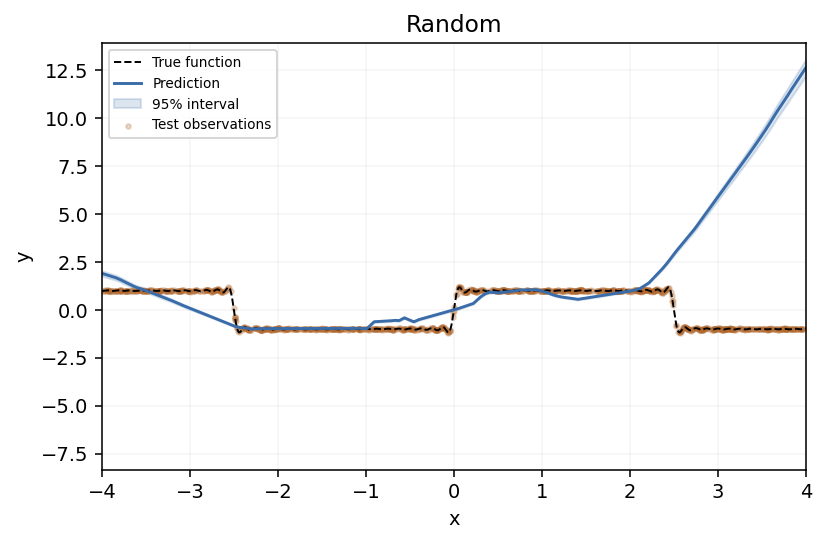 Random
True function
Prediction
95% interval
Test observations
12.5
10.0
7.5
5.0
2.5
0.0
−2.5
−5.0
−7.5
y
−4 −3 −2 −1 0 1 2 3 4
x